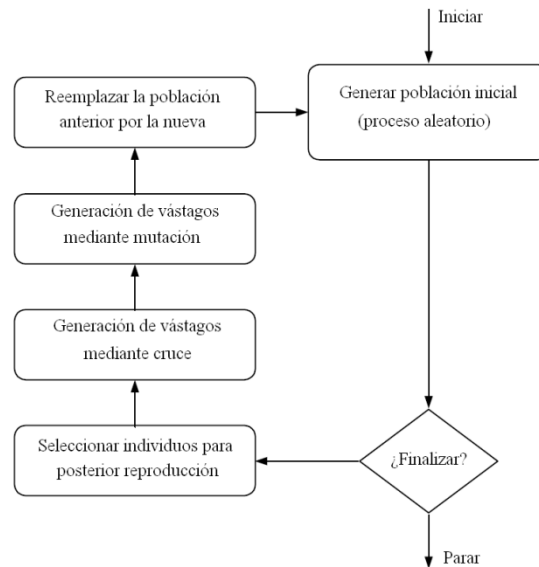 Iniciar
Reemplazar la población
anterior por la nueva
Generar población inicial
(proceso aleatorio)
Generación de vástagos
mediante mutación
Generación de vástagos
mediante cruce
Seleccionar individuos para
posterior reproducción
¿Finalizar?
Parar